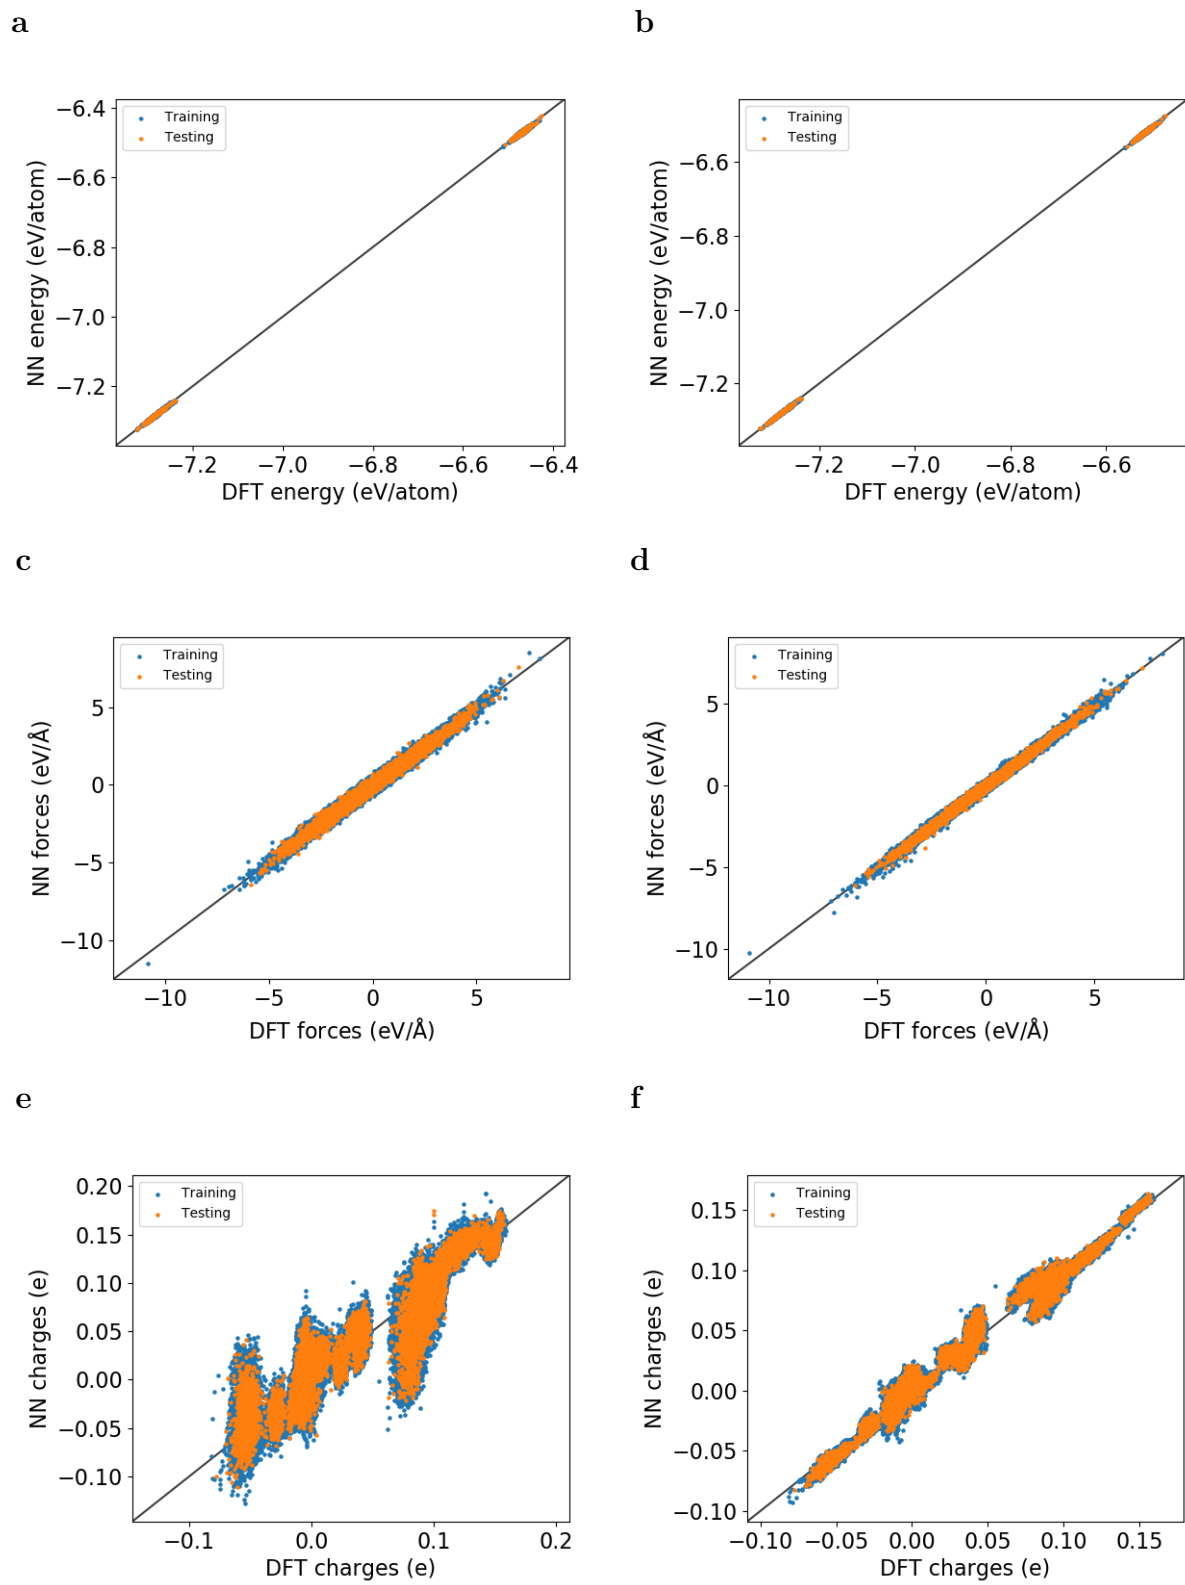 a
b
−6.4
−6.6
−6.8
−7.0
−7.2
NN energy (eV/atom)
Training
Testing
−7.2 −7.0 −6.8 −6.6 −6.4
DFT energy (eV/atom)
−6.6
−6.8
−7.0
−7.2
NN energy (eV/atom)
Training
Testing
−7.2 −7.0 −6.8 −6.6
DFT energy (eV/atom)
c
d
5
0
−5
−10
NN forces (eV/Å)
Training
Testing
−10 −5 0 5
DFT forces (eV/Å)
5
0
−5
−10
NN forces (eV/Å)
Training
Testing
−10 −5 0 5
DFT forces (eV/Å)
e
f
0.20
0.15
0.10
0.05
0.00
−0.05
−0.10
NN charges (e)
Training
Testing
−0.1 0.0 0.1 0.2
DFT charges (e)
0.15
0.10
0.05
0.00
−0.05
−0.10
NN charges (e)
Training
Testing
−0.10 −0.05 0.00 0.05 0.10 0.15
DFT charges (e)